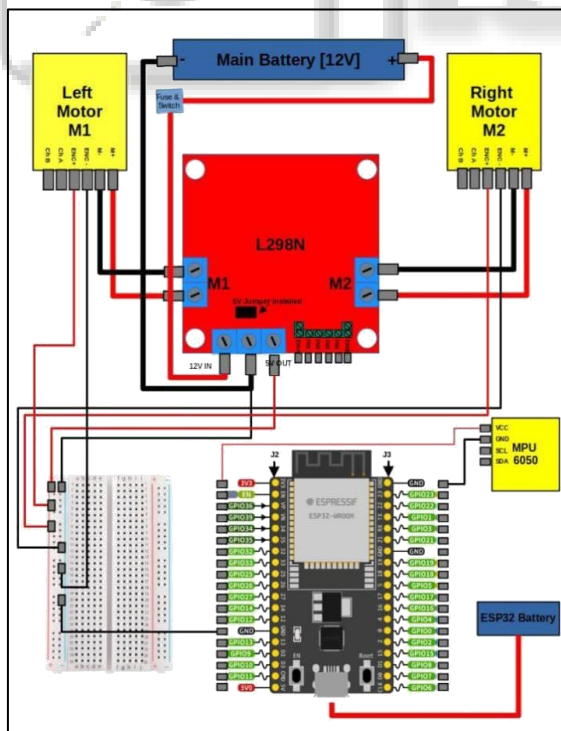 Main Battery [12V]
-
+
Left
Motor
M1
Ch B
Ch A
ENC+
ENC -
M-
M+
Fuse &
Switch
Right
Motor
M2
Ch B
Ch A
ENC+
ENC -
M-
M+
L298N
M1
M2
5V Jumper Installed
12V IN
5V OUT
VCC
GND
SCL
SDA
MPU
6050
J2
J3
3V3
EN
GPIO36
GPIO39
GPIO34
GPIO35
GPIO32
GPIO33
GPIO25
GPIO26
GPIO27
GPIO14
GPIO12
GND
GPIO13
GPIO9
GPIO10
GPIO11
5V0
ESPRESSIF
ESP32-WROOM
EN
Boot
GND
GPIO23
GPIO22
GPIO1
GPIO3
GPIO21
GND
GPIO19
GPIO18
GPIO5
GPIO17
GPIO16
GPIO4
GPIO0
GPIO2
GPIO15
GPIO8
GPIO7
GPIO6
ESP32 Battery